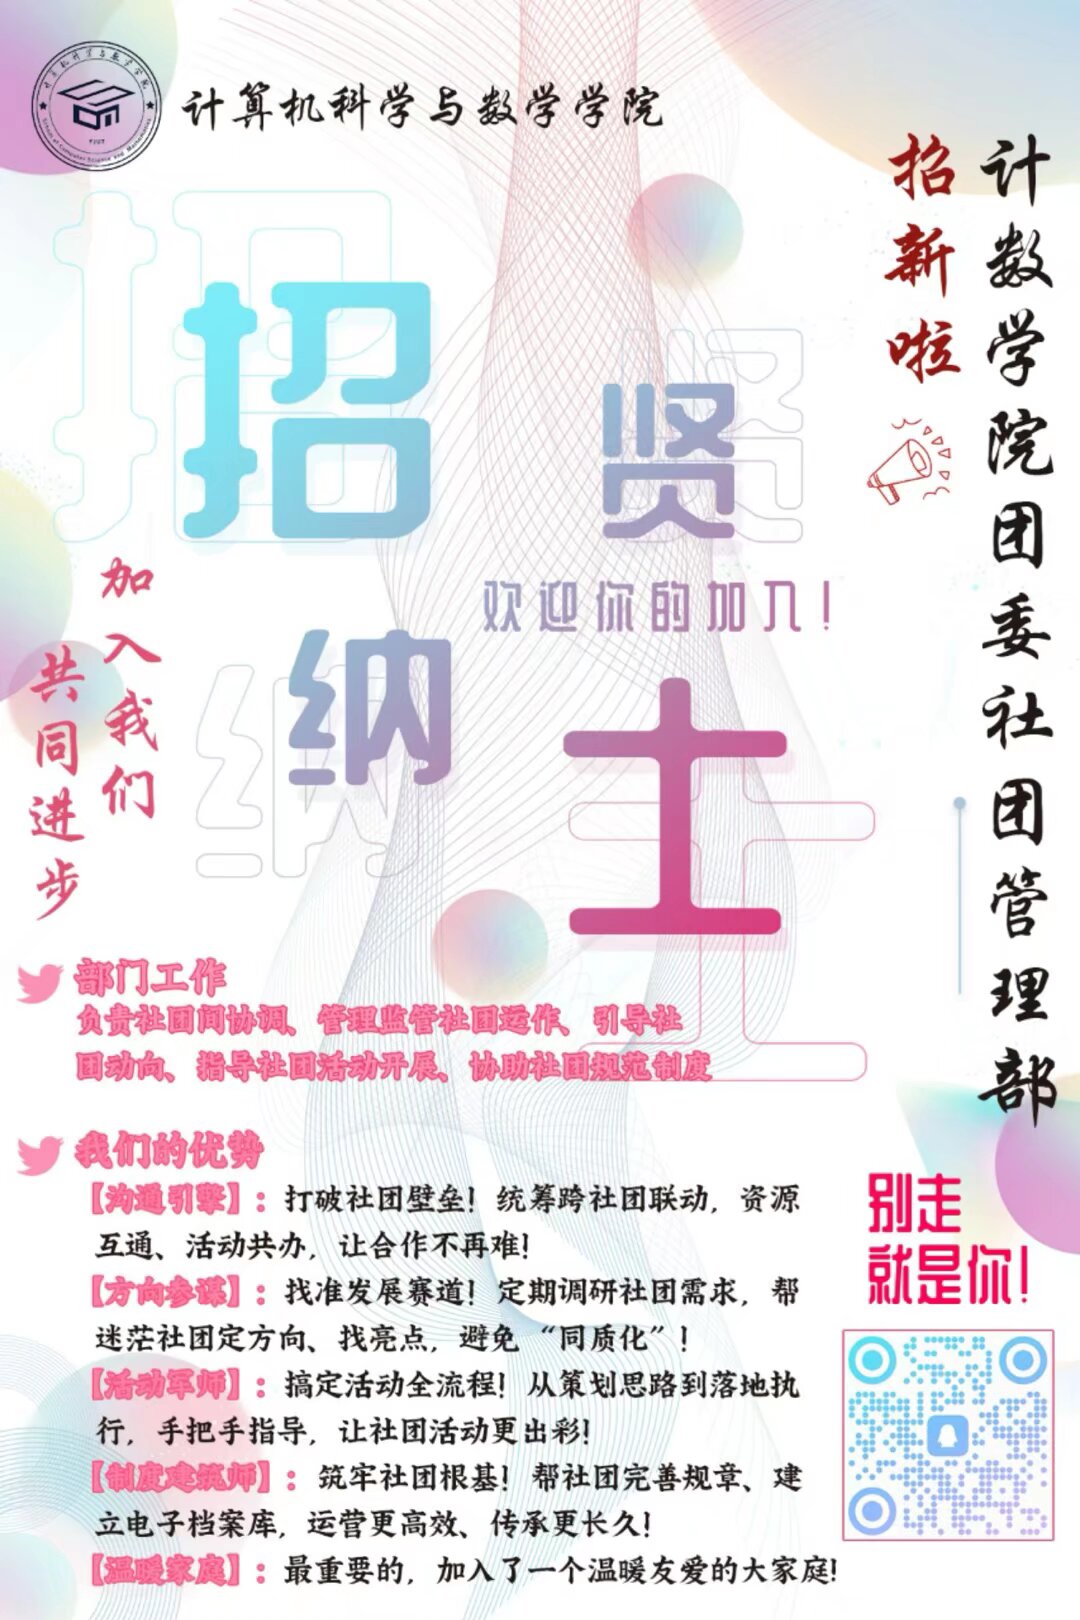 计算机科学与数学学院
School of Computer Science and Mathematics
计数学院团委社团管理部
招新啦
招贤
纳士
欢迎你的加入！
加入我们
共同进步
部门工作
负责社团间协调、管理监管社团运作、引导社
团动向、指导社团活动开展、协助社团规范制度
我们的优势
【沟通引擎】：打破社团壁垒！统筹跨社团联动，资源
互通、活动共办，让合作不再难！
【方向参谋】：找准发展赛道！定期调研社团需求，帮
迷茫社团定方向、找亮点，避免“同质化”！
【活动军师】：搞定活动全流程！从策划思路到落地执
行，手把手指导，让社团活动更出彩！
【制度建筑师】：筑牢社团根基！帮社团完善规章、建
立电子档案库，运营更高效、传承更长久！
【温暖家庭】：最重要的，加入了一个温暖友爱的大家庭！
别走
就是你！